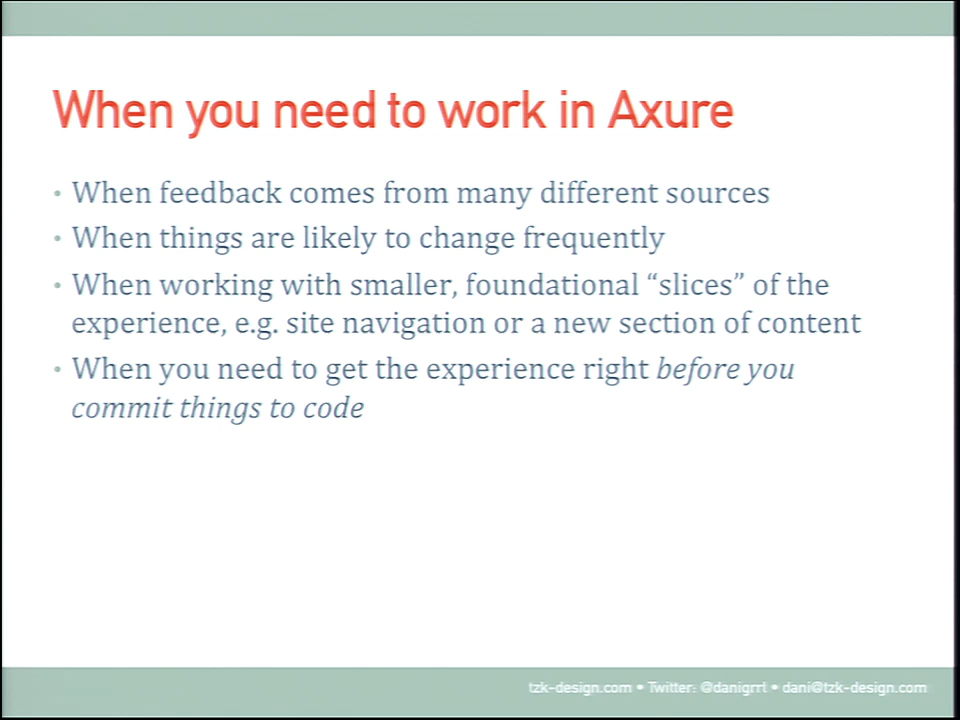 When you need to work in Axure
• When feedback comes from many different sources
• When things are likely to change frequently
• When working with smaller, foundational “slices” of the
experience, e.g. site navigation or a new section of content
• When you need to get the experience right before you
commit things to code
tzk-design.com • Twitter: @danigrrl • dani@tzk-design.com